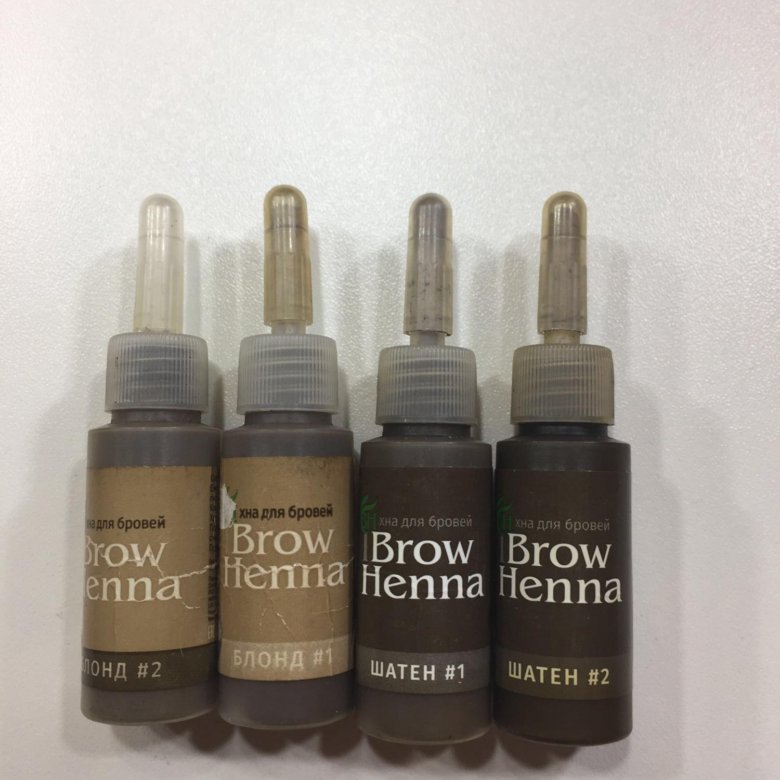 хна для бровей
Brow
Henna
БЛОНД #2
хна для бровей
Brow
Henna
БЛОНД #1
хна для бровей
Brow
Henna
ШАТЕН #1
хна для бровей
Brow
Henna
ШАТЕН #2